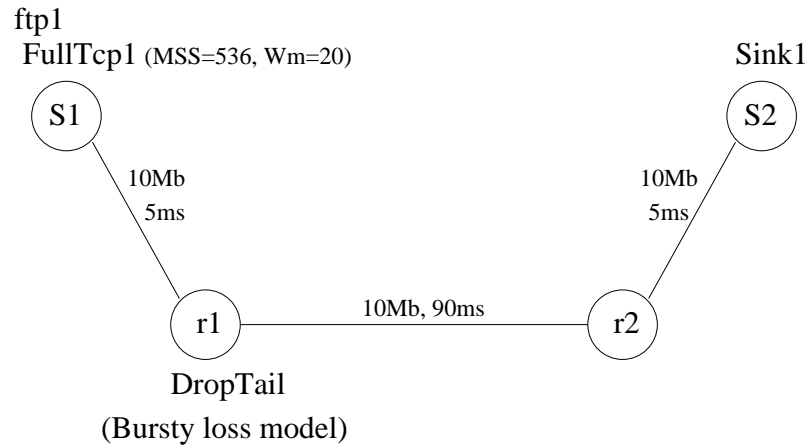 ftp1
FullTcp1 (MSS=536, Wm=20)
Sink1
S1
S2
10Mb
5ms
10Mb
5ms
10Mb, 90ms
r1
r2
DropTail
(Bursty loss model)